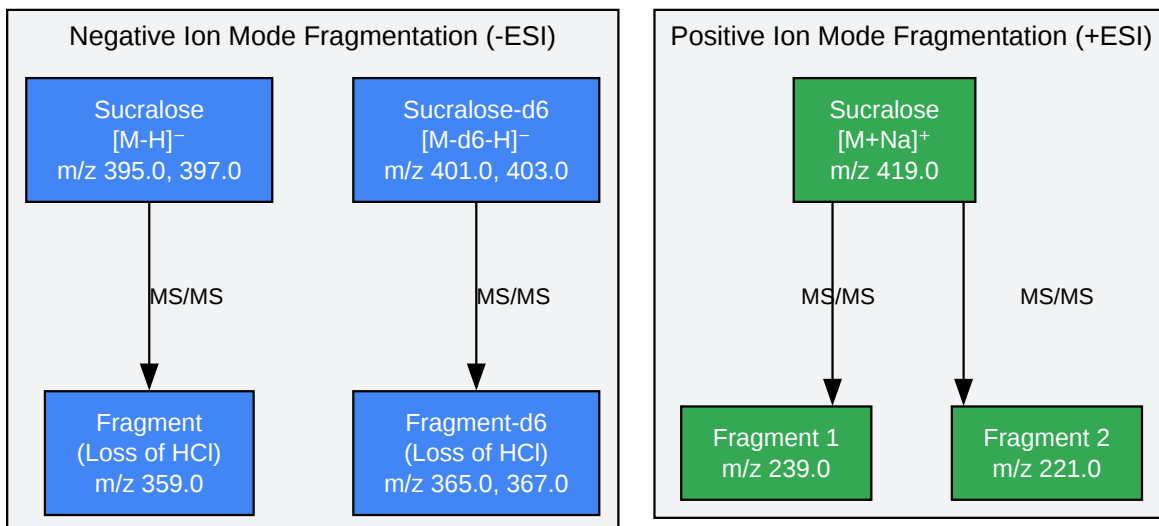 Negative Ion Mode Fragmentation (-ESI)
Sucralose
[M-H]⁻
m/z 395.0, 397.0
Sucralose-d6
[M-d6-H]⁻
m/z 401.0, 403.0
MS/MS
MS/MS
Fragment
(Loss of HCl)
m/z 359.0
Fragment-d6
(Loss of HCl)
m/z 365.0, 367.0
Positive Ion Mode Fragmentation (+ESI)
Sucralose
[M+Na]⁺
m/z 419.0
MS/MS
MS/MS
Fragment 1
m/z 239.0
Fragment 2
m/z 221.0